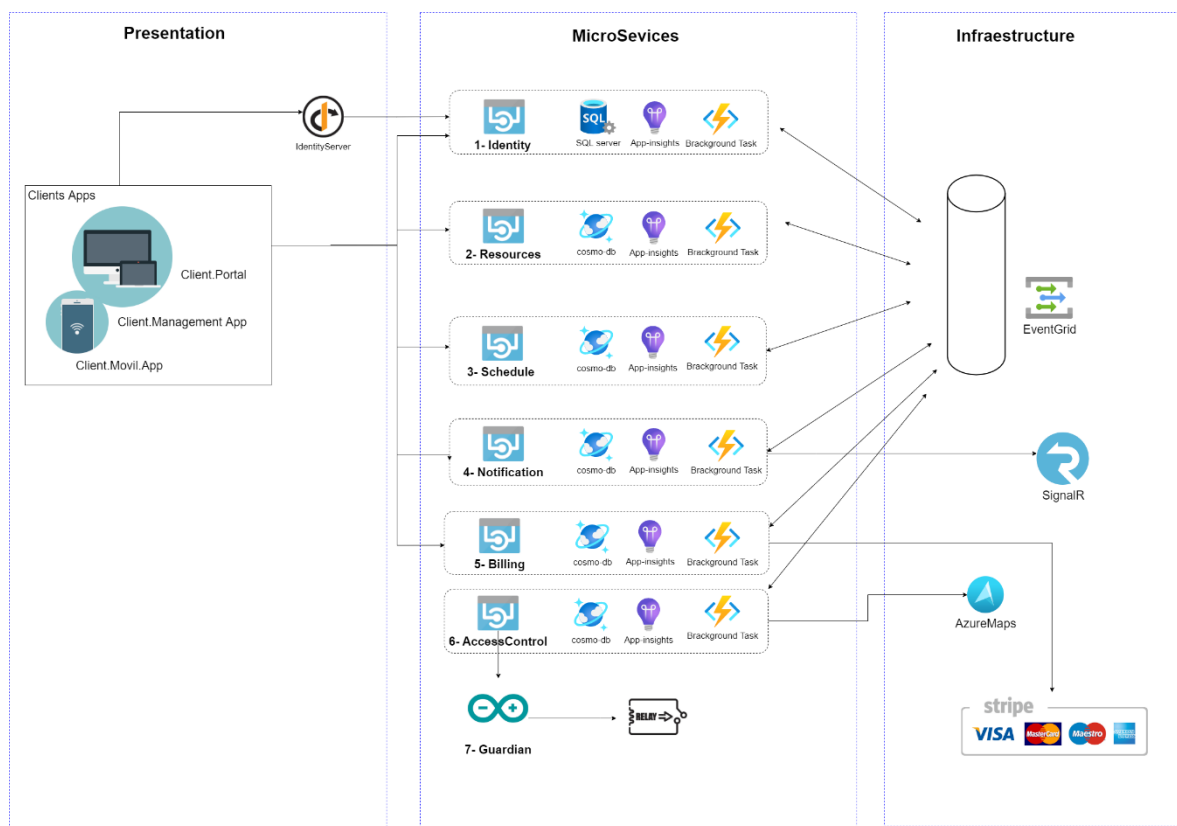 Presentation
MicroSevices
Infraestructure
IdentityServer
Clients Apps
Client.Portal
Client.Management App
Client.Movil.App
1- Identity
SQL
SQL server
App-insights
Brackground Task
2- Resources
cosmo-db
App-insights
Brackground Task
3- Schedule
cosmo-db
App-insights
Brackground Task
4- Notification
cosmo-db
App-insights
Brackground Task
5- Billing
cosmo-db
App-insights
Brackground Task
6- AccessControl
cosmo-db
App-insights
Brackground Task
7- Guardian
RELAY
EventGrid
SignalR
AzureMaps
stripe
VISA
MasterCard
Maestro